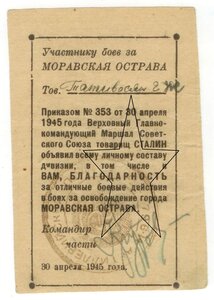 Участнику боев за
МОРАВСКА ОСТРАВА
Тов.
Приказом № 353 от 30 апреля
1945 года Верховный Главно-
командующий Маршал Совет-
ского Союза товарищ СТАЛИН
объявил всему личному составу
дивизии, в том числе и
ВАМ, БЛАГОДАРНОСТЬ
за отличные боевые действия
в боях за освобождение города
МОРАВСКА ОСТРАВА.
Командир
части
30 апреля 1945 года.